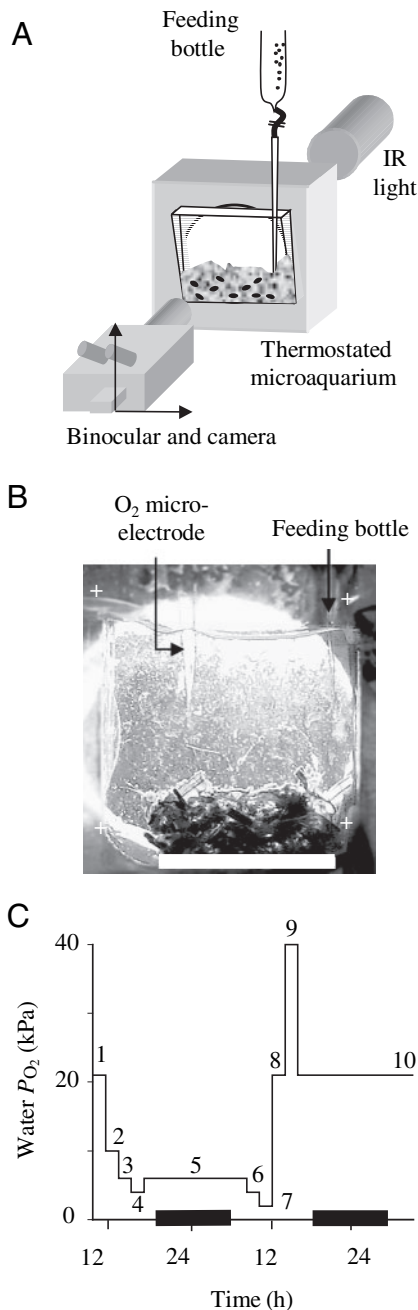 A
Feeding
bottle
IR
light
Thermostated
microaquarium
Binocular and camera
B
O2 micro-
electrode
Feeding bottle
C
40
9
1
8
10
20
2
3
5
6
4
7
0
12
24
12
24
Water PO2 (kPa)
Time (h)